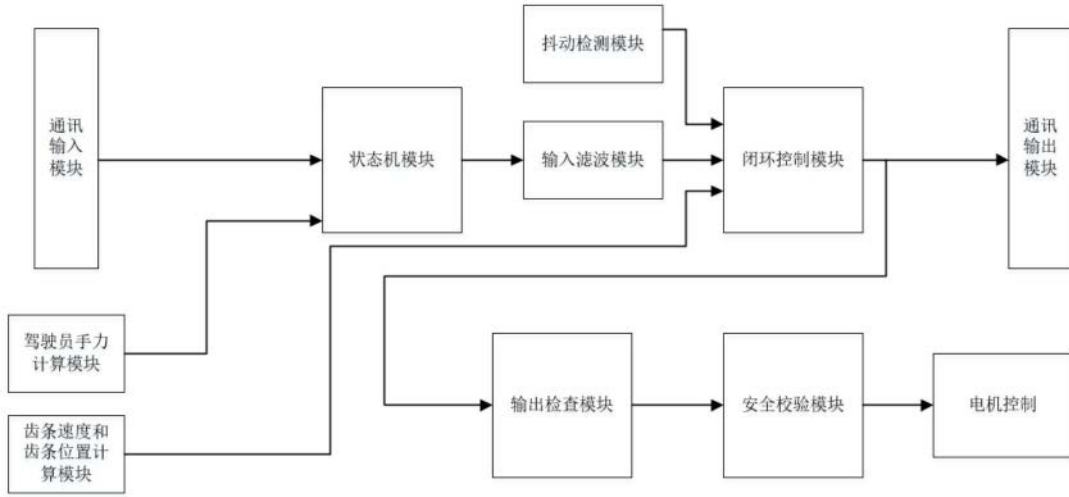 通讯
输入
模块
状态机模块
抖动检测模块
输入滤波模块
闭环控制模块
通讯
输出
模块
驾驶员手力
计算模块
齿条速度和
齿条位置计
算模块
输出检查模块
安全校验模块
电机控制